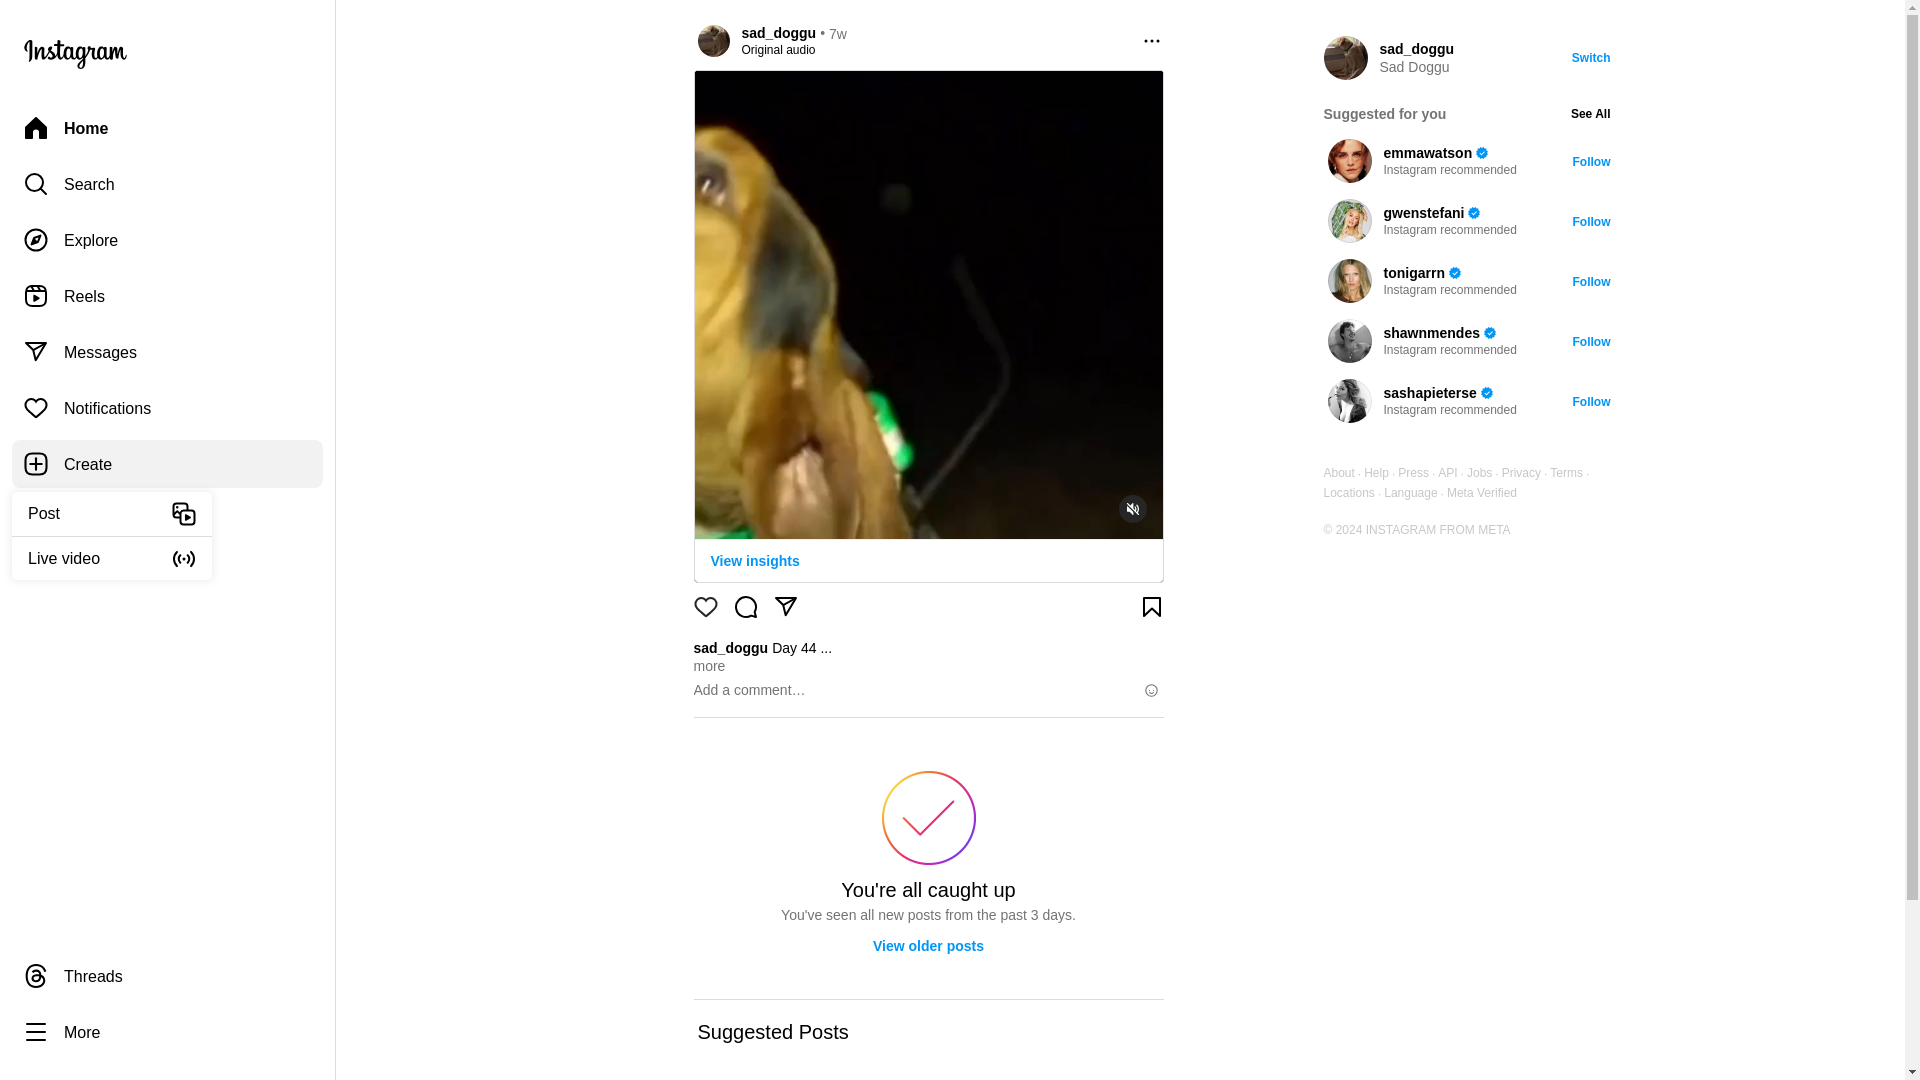 Instagram
Home
Search
Explore
Reels
Messages
Notifications
Create
Post
Live video
Threads
More
sad_doggu • 7w
Original audio
View insights
sad_doggu Day 44 ...
more
Add a comment…
You're all caught up
You've seen all new posts from the past 3 days.
View older posts
Suggested Posts
sad_doggu
Sad Doggu
Switch
Suggested for you
See All
emmawatson
Instagram recommended
Follow
gwenstefani
Instagram recommended
Follow
tonigarrn
Instagram recommended
Follow
shawnmendes
Instagram recommended
Follow
sashapieterse
Instagram recommended
Follow
About · Help · Press · API · Jobs · Privacy · Terms ·
Locations · Language · Meta Verified
© 2024 INSTAGRAM FROM META